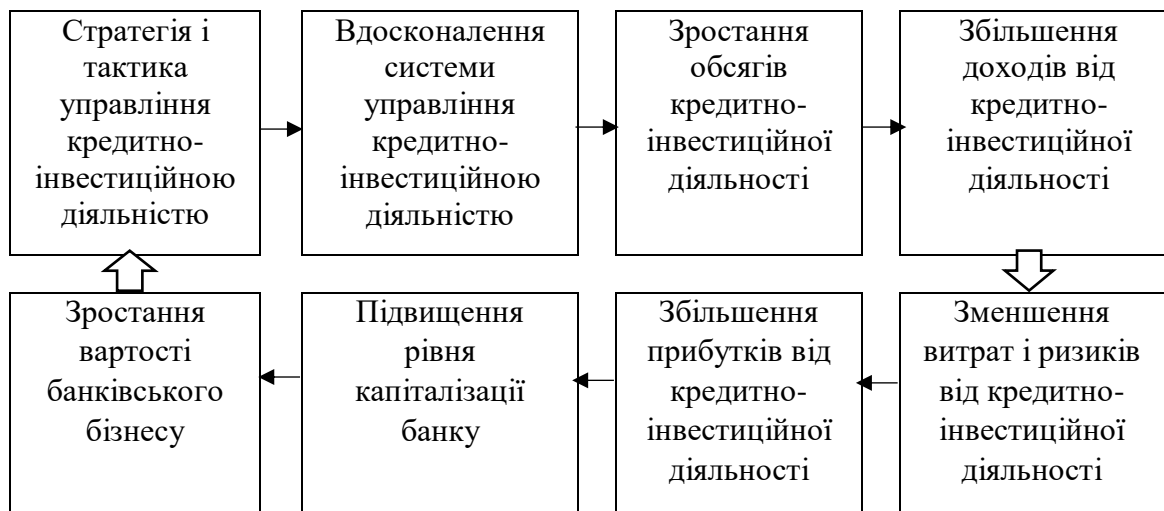 Стратегія і
тактика
управління
кредитно-
інвестиційною
діяльністю
Вдосконалення
системи
управління
кредитно-
інвестиційною
діяльністю
Зростання
обсягів
кредитно-
інвестиційної
діяльності
Збільшення
доходів від
кредитно-
інвестиційної
діяльності
Зростання
вартості
банківського
бізнесу
Підвищення
рівня
капіталізації
банку
Збільшення
прибутків від
кредитно-
інвестиційної
діяльності
Зменшення
витрат і ризиків
від кредитно-
інвестиційної
діяльності